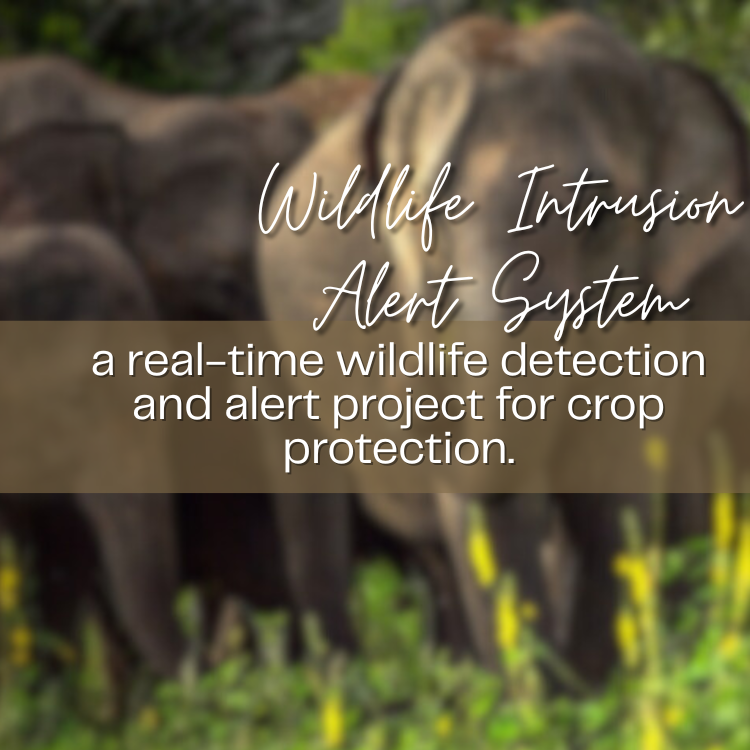 Wildlife Intrusion
Alert System
a real-time wildlife detection
and alert project for crop
protection.